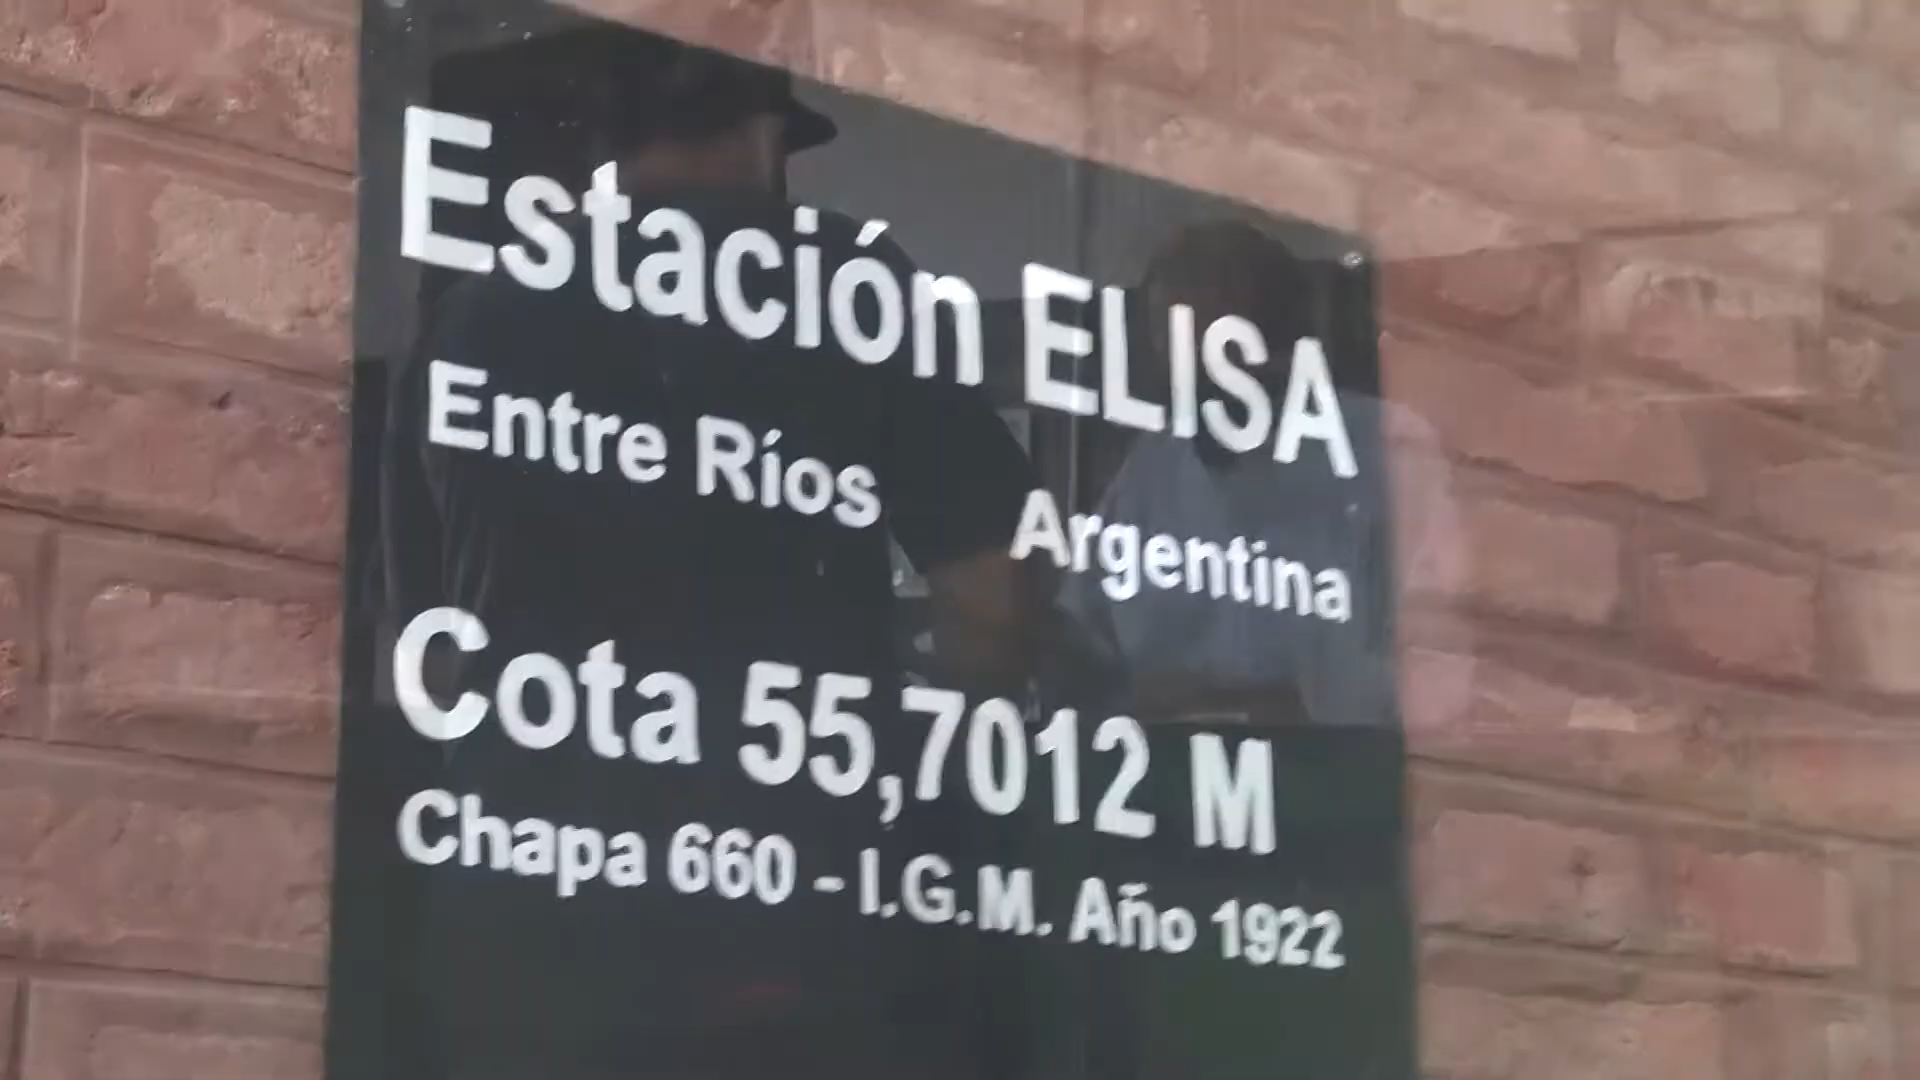 Estación ELISA
Entre Ríos Argentina
Cota 55,7012 M
Chapa 660 - I.G.M. Año 1922